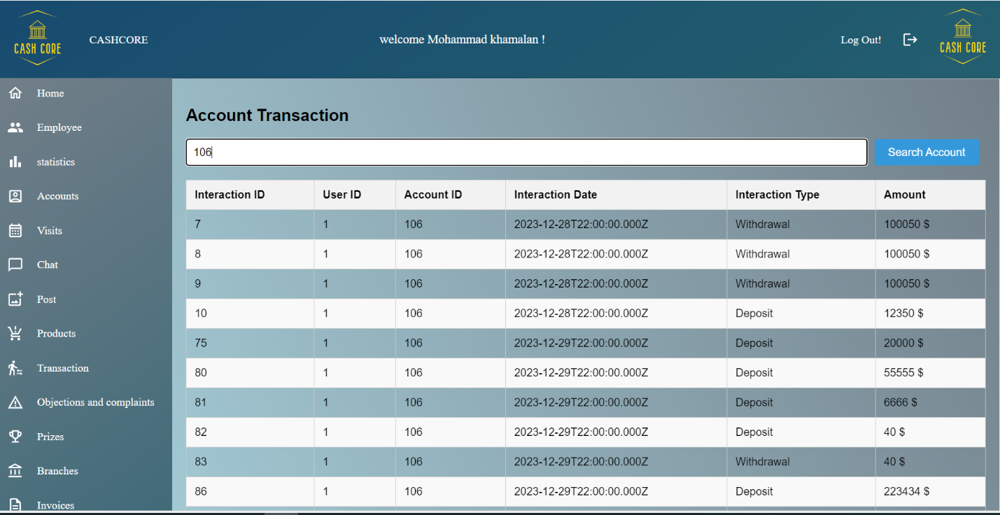 CASH CORE
CASHCORE
welcome Mohammad khamalan !
Log Out!
CASH CORE
Home
Employee
statistics
Accounts
Visits
Chat
Post
Products
Transaction
Objections and complaints
Prizes
Branches
Invoices
Account Transaction
106
Search Account
Interaction ID User ID Account ID Interaction Date Interaction Type Amount
7 1 106 2023-12-28T22:00:00.000Z Withdrawal 100050 $
8 1 106 2023-12-28T22:00:00.000Z Withdrawal 100050 $
9 1 106 2023-12-28T22:00:00.000Z Withdrawal 100050 $
10 1 106 2023-12-28T22:00:00.000Z Deposit 12350 $
75 1 106 2023-12-29T22:00:00.000Z Deposit 20000 $
80 1 106 2023-12-29T22:00:00.000Z Deposit 55555 $
81 1 106 2023-12-29T22:00:00.000Z Deposit 6666 $
82 1 106 2023-12-29T22:00:00.000Z Deposit 40 $
83 1 106 2023-12-29T22:00:00.000Z Withdrawal 40 $
86 1 106 2023-12-29T22:00:00.000Z Deposit 223434 $